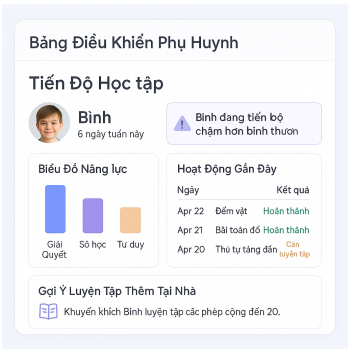 Bảng Điều Khiển Phụ Huynh
Tiến Độ Học tập
Bình
6 ngày tuần này
Bình đang tiến bộ
chậm hơn bình thươn
Biểu Đồ Năng lực
Giải
Quyết
Số học
Tư duy
Hoạt Động Gần Đây
Ngày
Kết quả
Apr 22
Đếm vật
Hoàn thành
Apr 21
Bài toán đố
Hoàn thành
Apr 20
Thứ tự tăng dần
Cần
luyện tập
Gợi Ý Luyện Tập Thêm Tại Nhà
Khuyến khích Bình luyện tập các phép cộng đến 20.